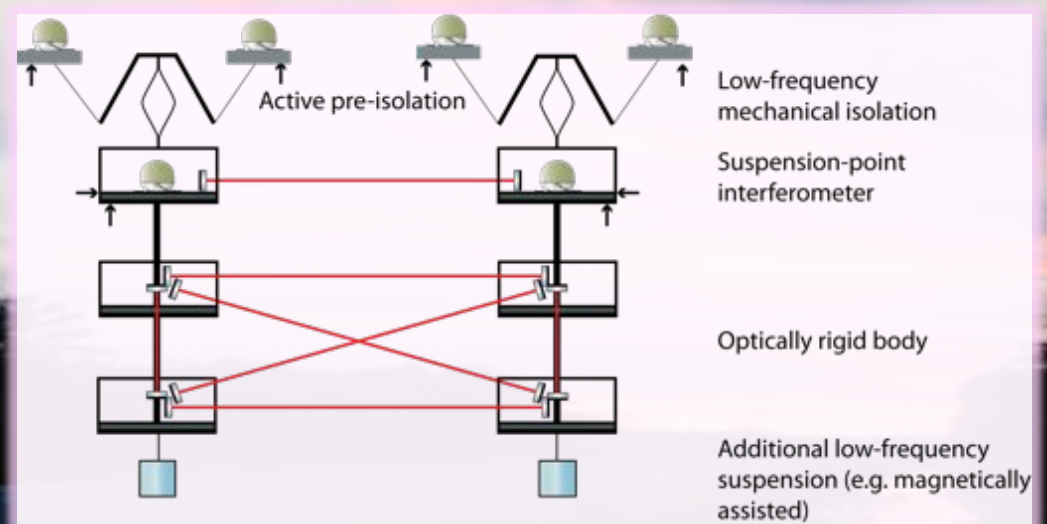 Active pre-isolation
Low-frequency
mechanical isolation
Suspension-point
interferometer
Optically rigid body
Additional low-frequency
suspension (e.g. magnetically
assisted)